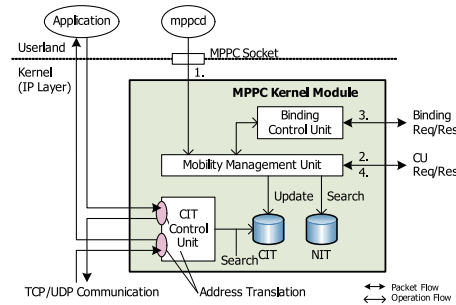 Application
mppcd
Userland
MPPC Socket
Kernel
(IP Layer)
1.
MPPC Kernel Module
Binding
Control Unit
3.
Binding
Req/Res
Mobility Management Unit
2.
4.
CU
Req/Res
Update
Search
CIT
Control
Unit
Search
CIT
NIT
TCP/UDP Communication
Address Translation
Packet Flow
Operation Flow